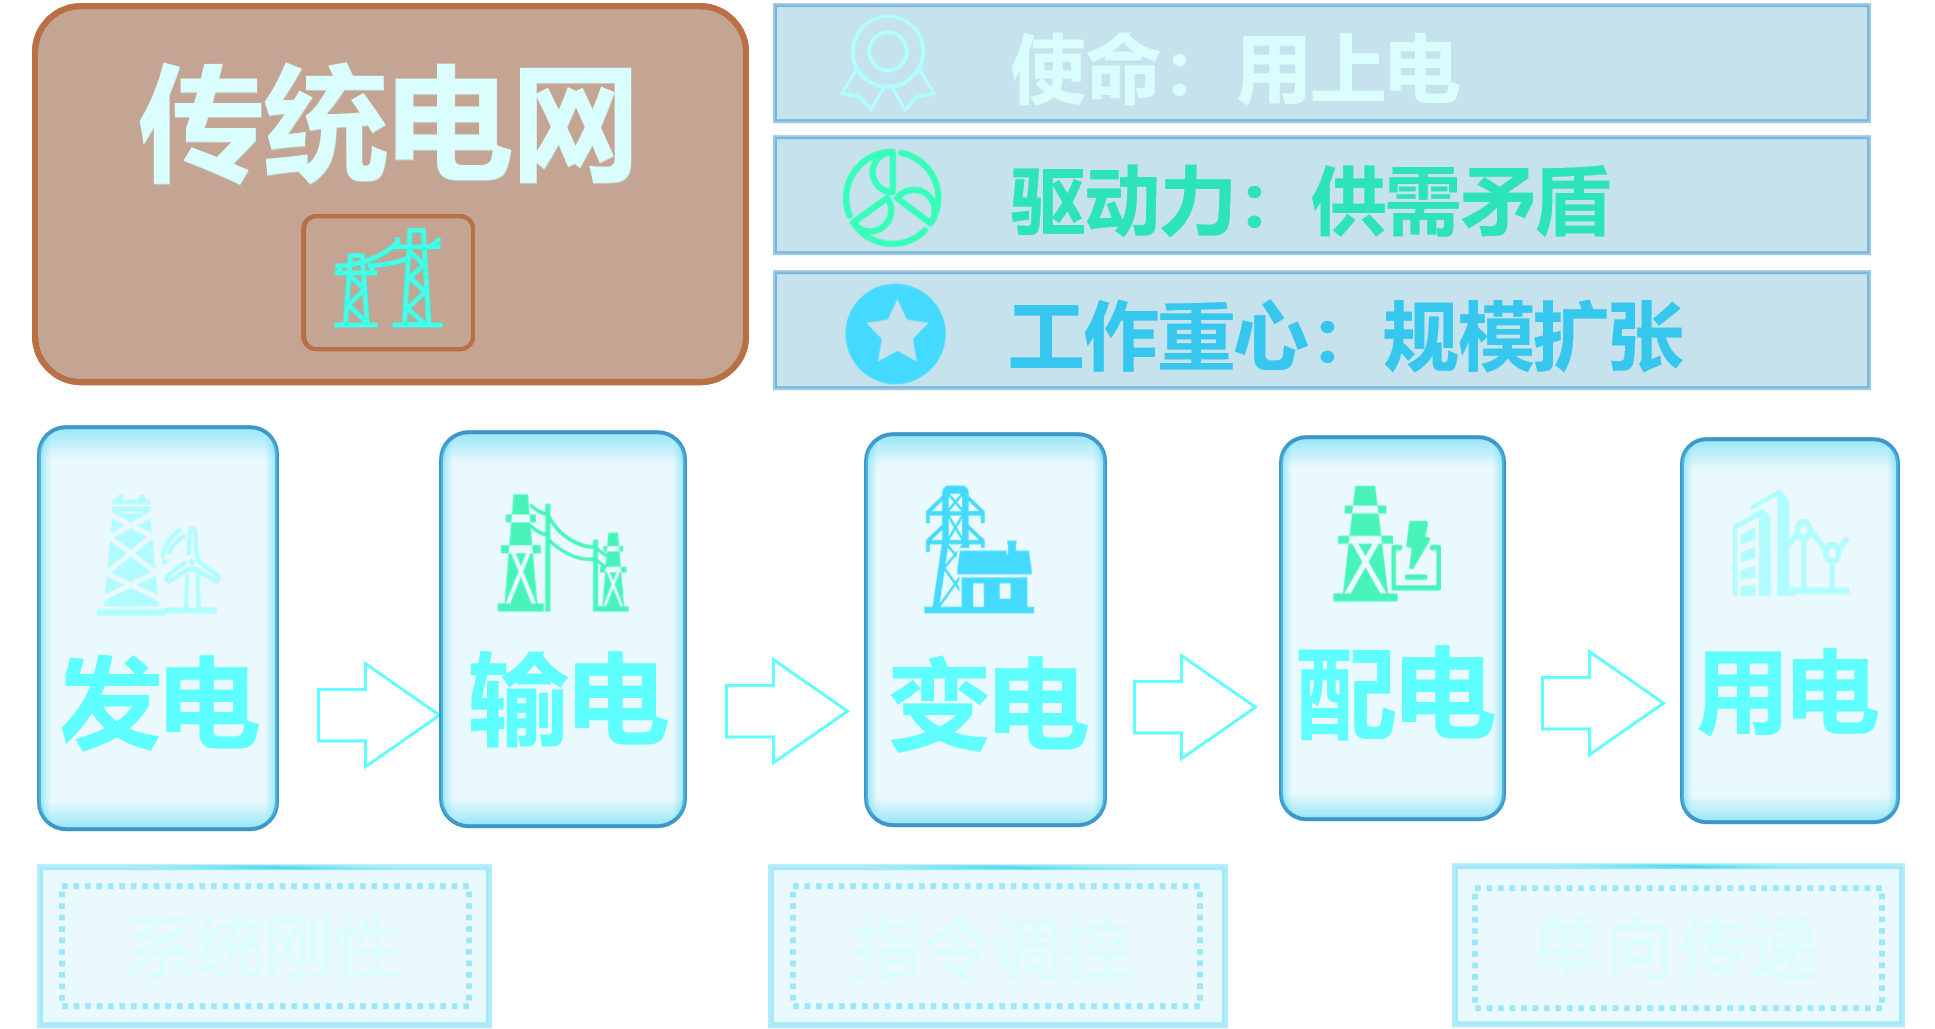 传统电网
使命：用上电
驱动力：供需矛盾
工作重心：规模扩张
发电
输电
变电
配电
用电
系统刚性
指令调控
单向传递